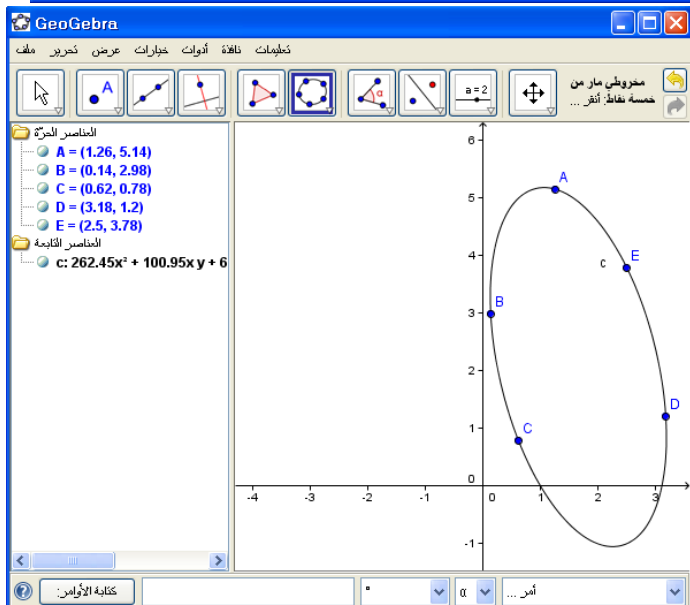 GeoGebra
ملف تحرير عرض خيارات أدوات نافذة تعليمات
A
α
a = 2
مخروطي مار من
خمسة نقاط: أنقر ...
العناصر الحرّة
A = (1.26, 5.14)
B = (0.14, 2.98)
C = (0.62, 0.78)
D = (3.18, 1.2)
E = (2.5, 3.78)
العناصر التابعة
c: 262.45x² + 100.95x y + 6
6
5
4
3
2
1
0
-1
-4 -3 -2 -1 0 1 2 3
A
E
c
B
D
C
كتابة الأوامر:
°
α
أمر ...